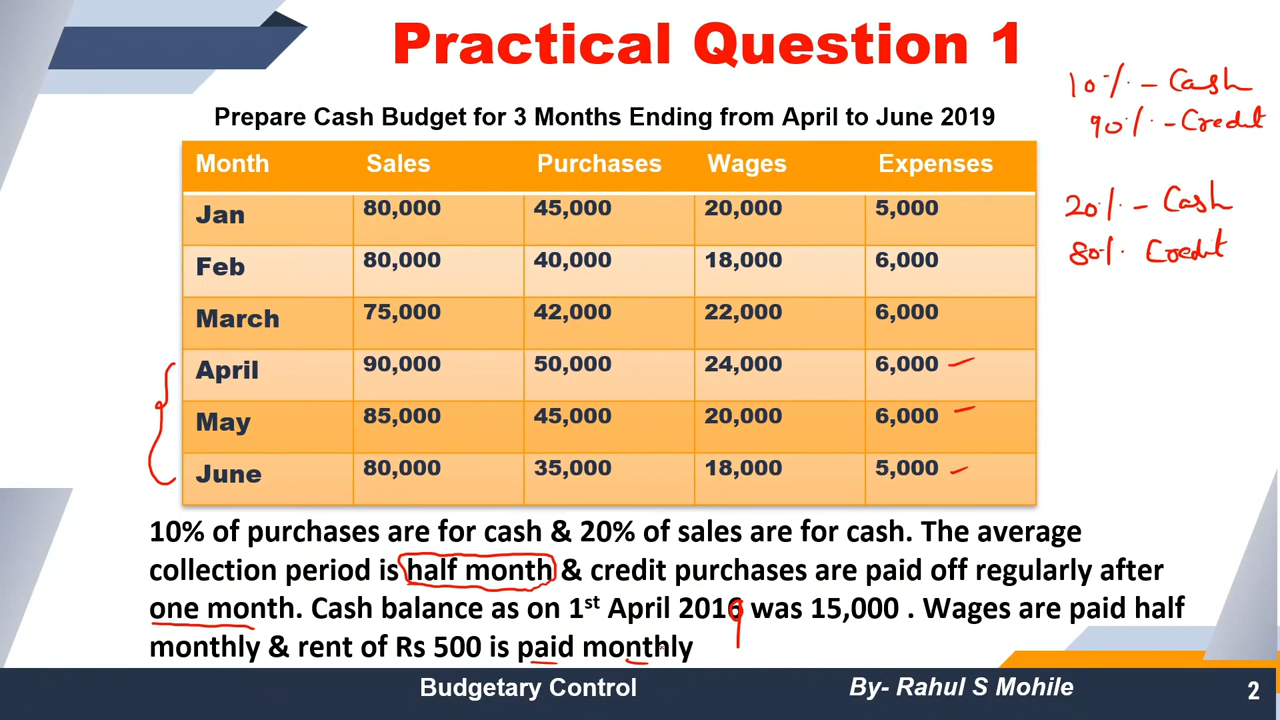 Practical Question 1
10% - Cash
90% - Credit
Prepare Cash Budget for 3 Months Ending from April to June 2019
Month Sales Purchases Wages Expenses
Jan 80,000 45,000 20,000 5,000
20% - Cash
80% Credit
Feb 80,000 40,000 18,000 6,000
March 75,000 42,000 22,000 6,000
April 90,000 50,000 24,000 6,000
May 85,000 45,000 20,000 6,000
June 80,000 35,000 18,000 5,000
10% of purchases are for cash & 20% of sales are for cash. The average
collection period is half month & credit purchases are paid off regularly after
one month. Cash balance as on 1st April 2019 was 15,000 . Wages are paid half
monthly & rent of Rs 500 is paid monthly
Budgetary Control
By- Rahul S Mohile
2